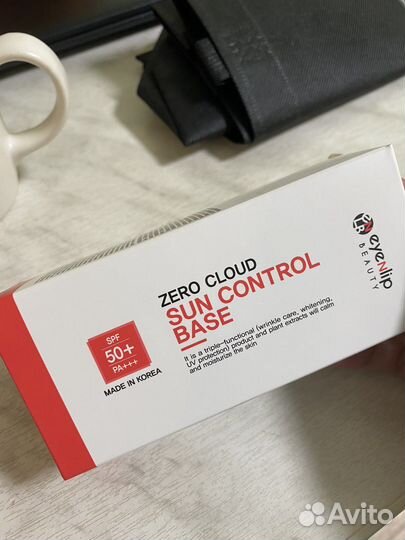 eyeNlip
BEAUTY
ZERO CLOUD
SUN CONTROL
BASE
It is a triple-functional (wrinkle care, whitening,
UV protection) product and plant extracts will calm
and moisturize the skin
SPF
50+
PA+++
MADE IN KOREA
Avito